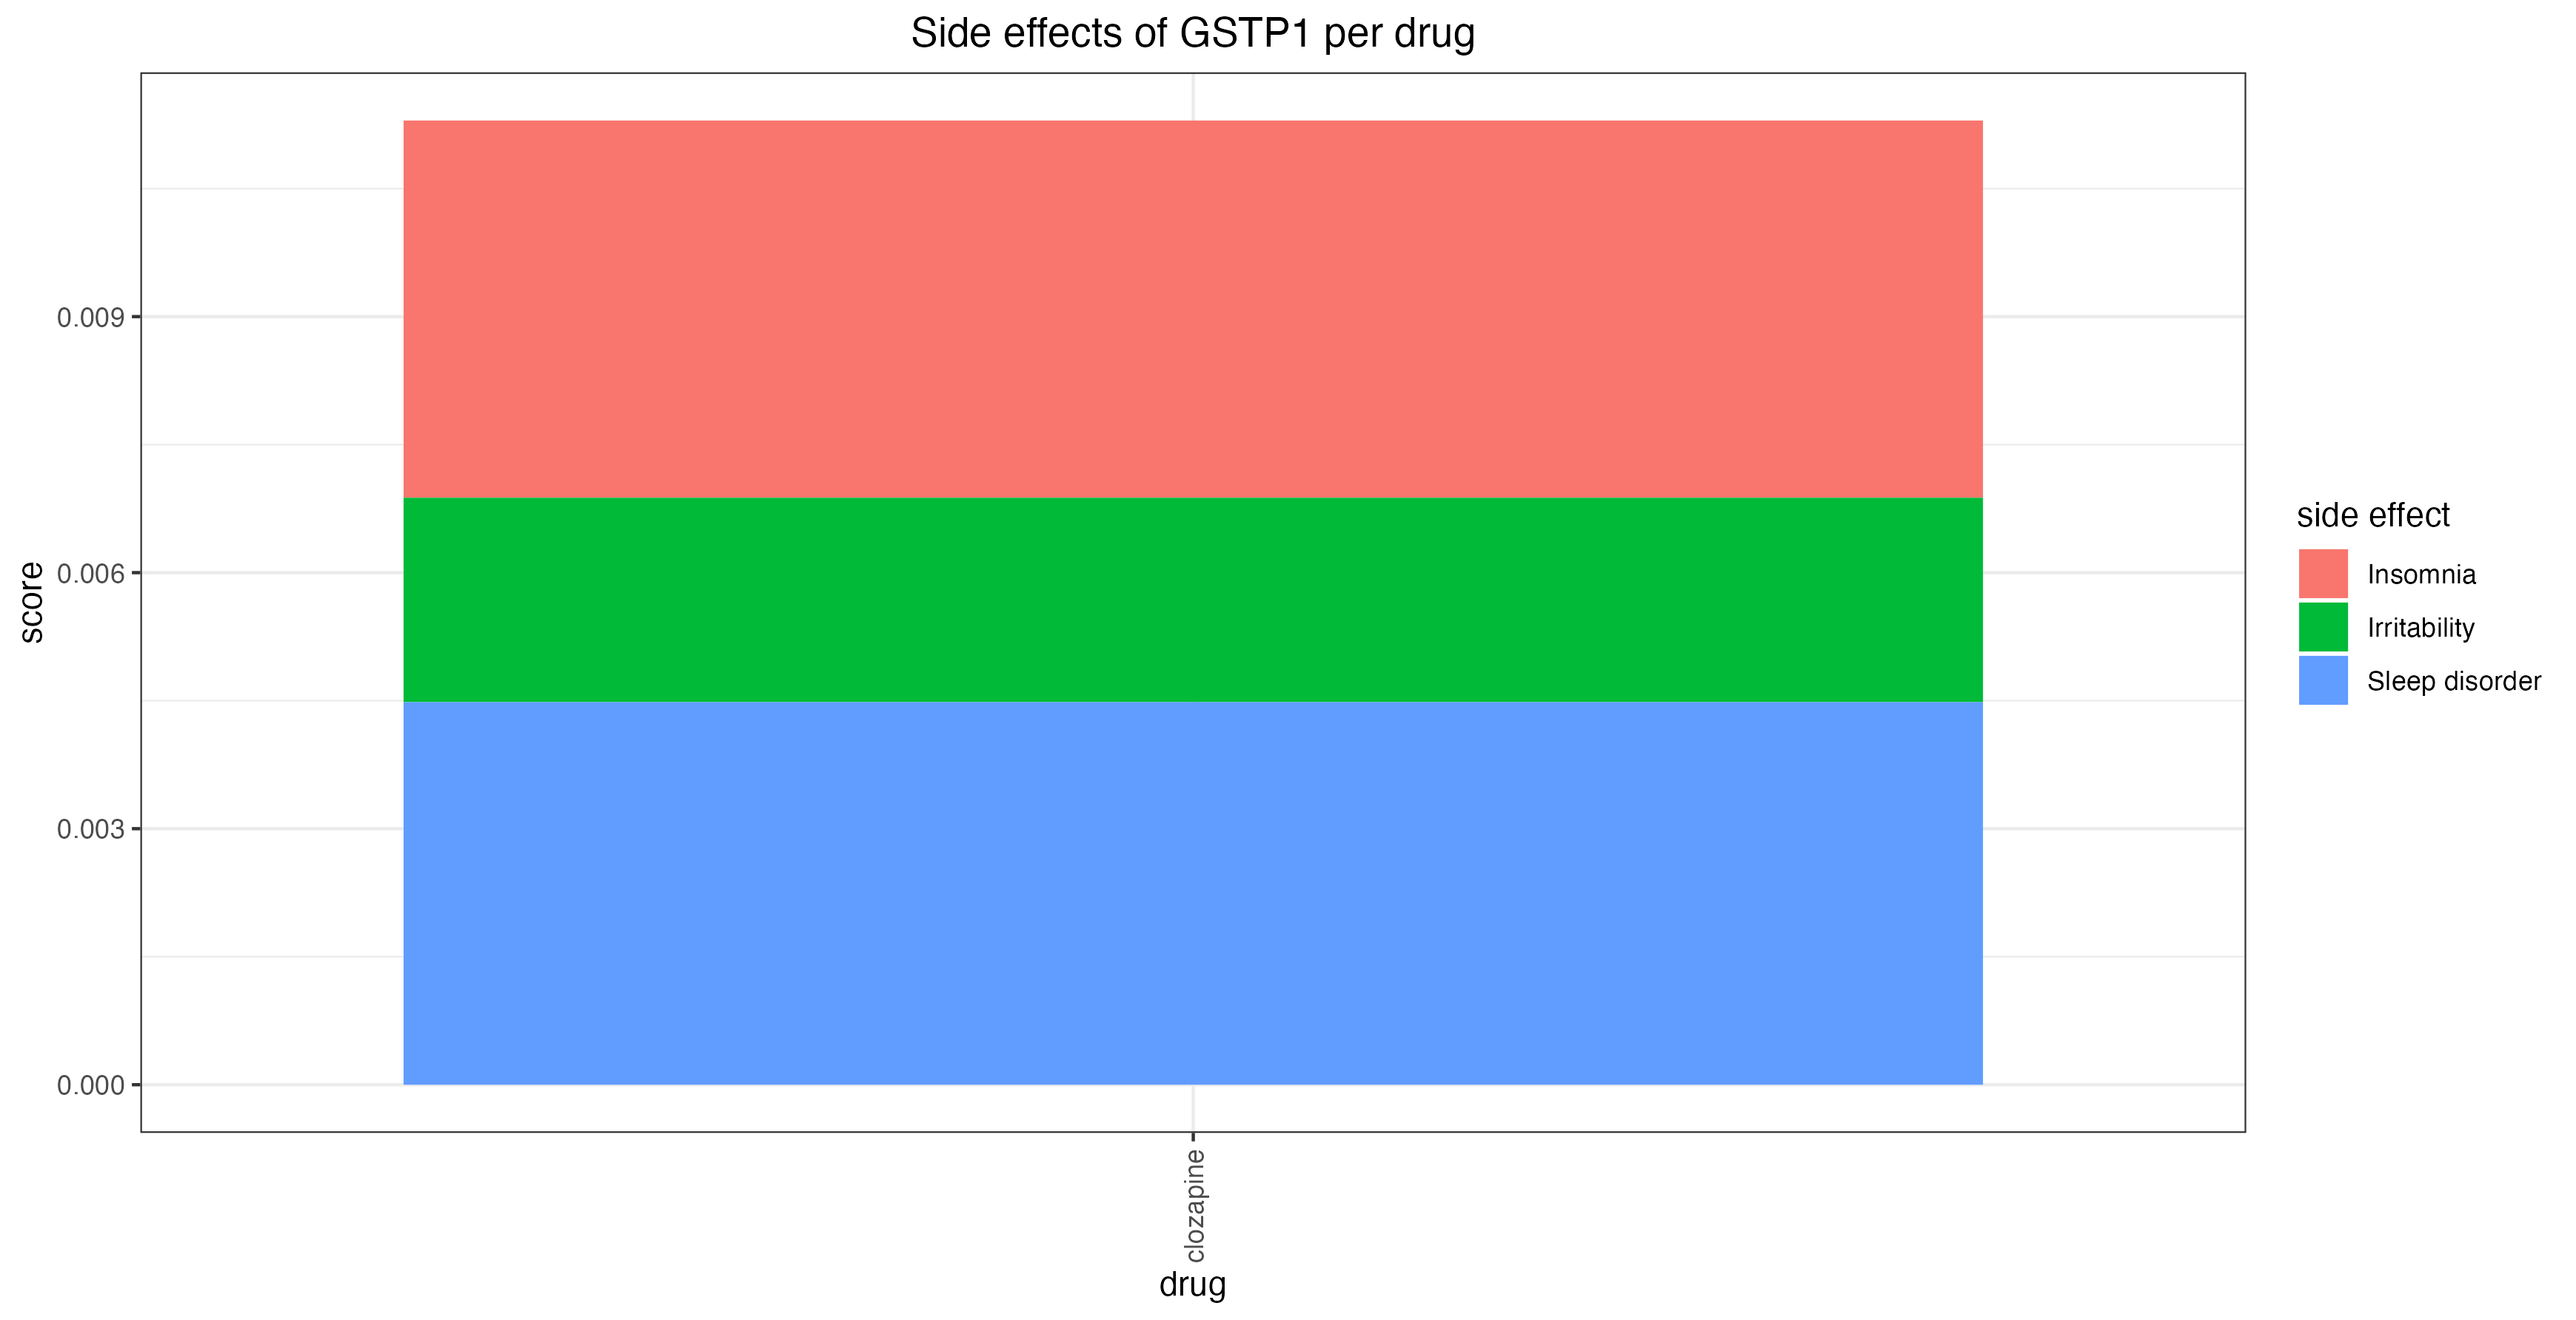 Side effects of GSTP1 per drug
score
0.009
0.006
0.003
0.000
clozapine
drug
side effect
Insomnia
Irritability
Sleep disorder